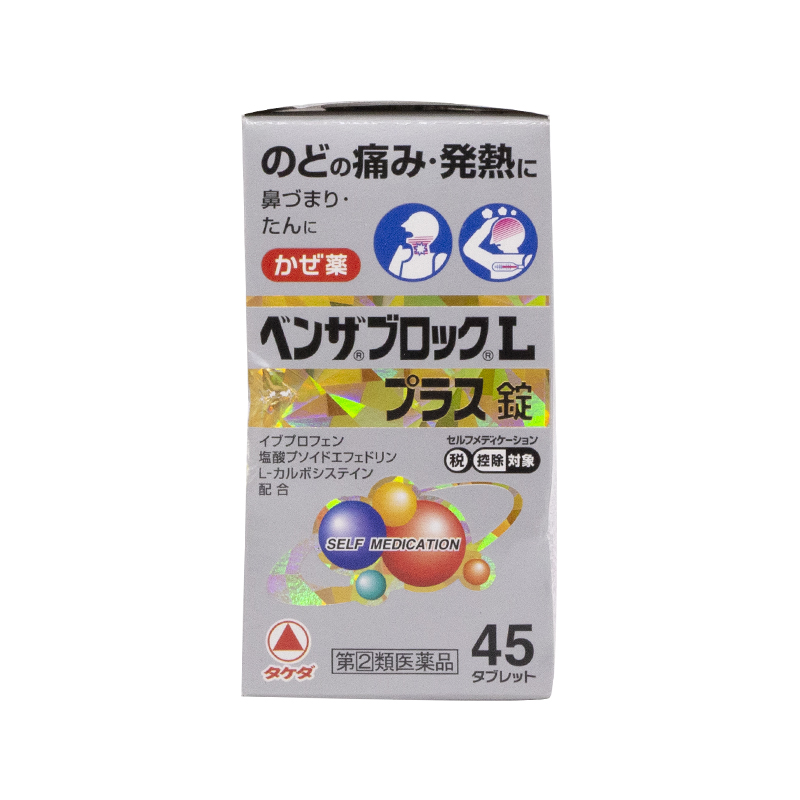 のどの痛み・発熱に
鼻づまり・
たんに
かぜ薬
ベンザ®ブロック®L
プラス錠
イブプロフェン
塩酸プソイドエフェドリン
L-カルボシステイン
配合
セルフメディケーション
税 控除 対象
SELF MEDICATION
タケダ
第②類医薬品
45
タブレット